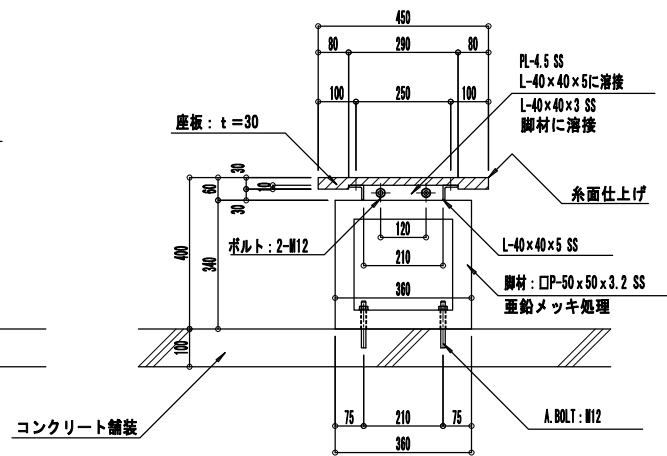 450
80
290
80
100
250
100
PL-4.5 SS
L-40×40×5に溶接
L-40×40×3 SS
脚材に溶接
座板：ｔ＝30
30
10
60
30
400
340
100
糸面仕上げ
ボルト：2-M12
120
L-40×40×5 SS
210
脚材：□P-50ｘ50ｘ3.2 SS
亜鉛メッキ処理
360
コンクリート舗装
75
210
75
A.BOLT：M12
360